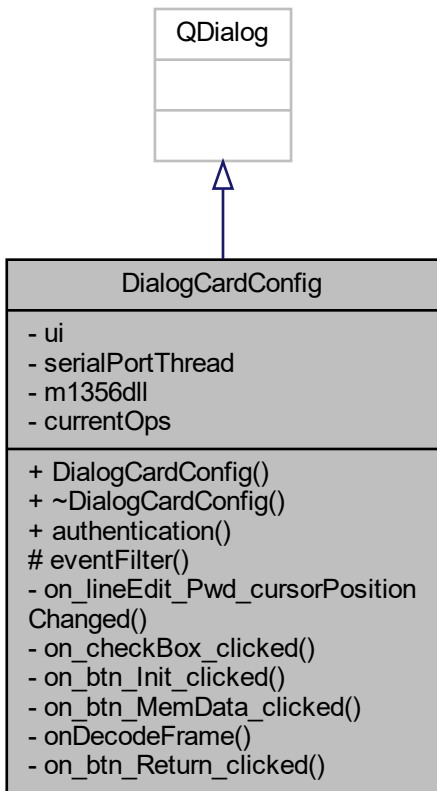 QDialog
DialogCardConfig
- ui
- serialPortThread
- m1356dll
- currentOps
+ DialogCardConfig()
+ ~DialogCardConfig()
+ authentication()
# eventFilter()
- on_lineEdit_Pwd_cursorPosition
Changed()
- on_checkBox_clicked()
- on_btn_Init_clicked()
- on_btn_MemData_clicked()
- onDecodeFrame()
- on_btn_Return_clicked()